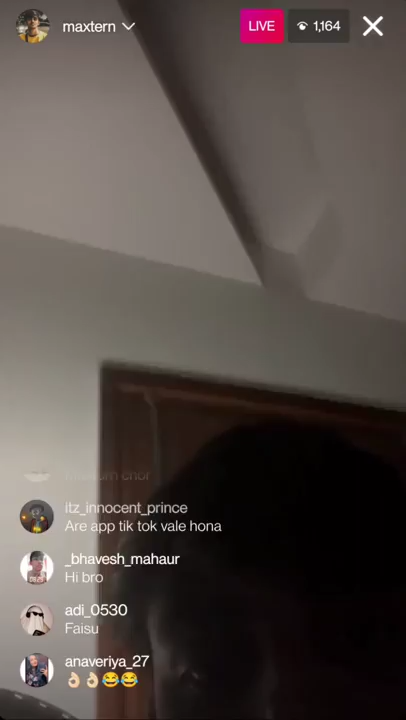 maxtern
LIVE
1,164
itz_innocent_prince
Are app tik tok vale hona
_bhavesh_mahaur
Hi bro
adi_0530
Faisu
anaveriya_27
👌🏻👌🏻😂😂